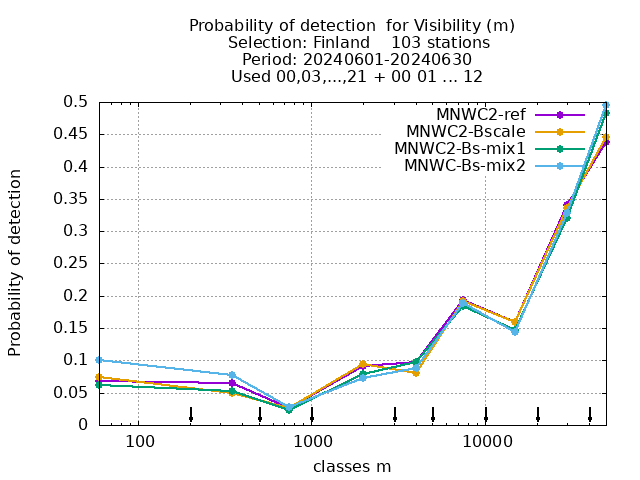 Probability of detection  for Visibility (m)
Selection: Finland    103 stations
Period: 20240601-20240630
Used 00,03,...,21 + 00 01 ... 12
MNWC2-ref
MNWC2-Bscale
MNWC2-Bs-mix1
MNWC-Bs-mix2
Probability of detection
0.5
0.45
0.4
0.35
0.3
0.25
0.2
0.15
0.1
0.05
0
100 1000 10000
classes m